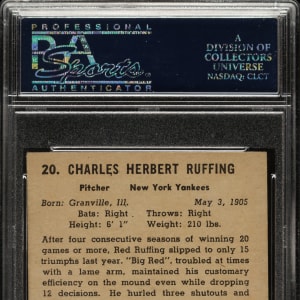 PROFESSIONAL
PSA
Sports
AUTHENTICATOR
A
DIVISION OF
COLLECTORS
UNIVERSE
NASDAQ: CLCT
20. CHARLES HERBERT RUFFING
Pitcher New York Yankees
Born: Granville, Ill. May 3, 1905
Bats: Right Throws: Right
Height: 6' 1" Weight: 210 lbs.
After four consecutive seasons of winning 20
games or more, Red Ruffing slipped to only 15
triumphs last year. "Big Red", troubled at times
with a lame arm, maintained his customary
efficiency on the mound even while dropping
12 decisions. He hurled three shutouts and